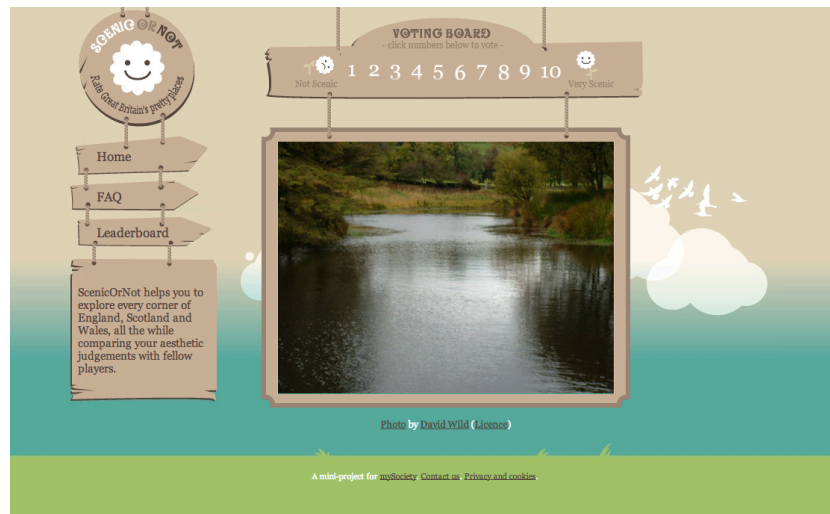 SCENIC OR NOT
Rate Great Britain's pretty places
Home
FAQ
Leaderboard
ScenicOrNot helps you to
explore every corner of
England, Scotland and
Wales, all the while
comparing your aesthetic
judgements with fellow
players.
VOTING BOARD
- click numbers below to vote -
Not Scenic 1 2 3 4 5 6 7 8 9 10 Very Scenic
Photo by David Wild (Licence)
A mini-project for mySociety. Contact us. Privacy and cookies.